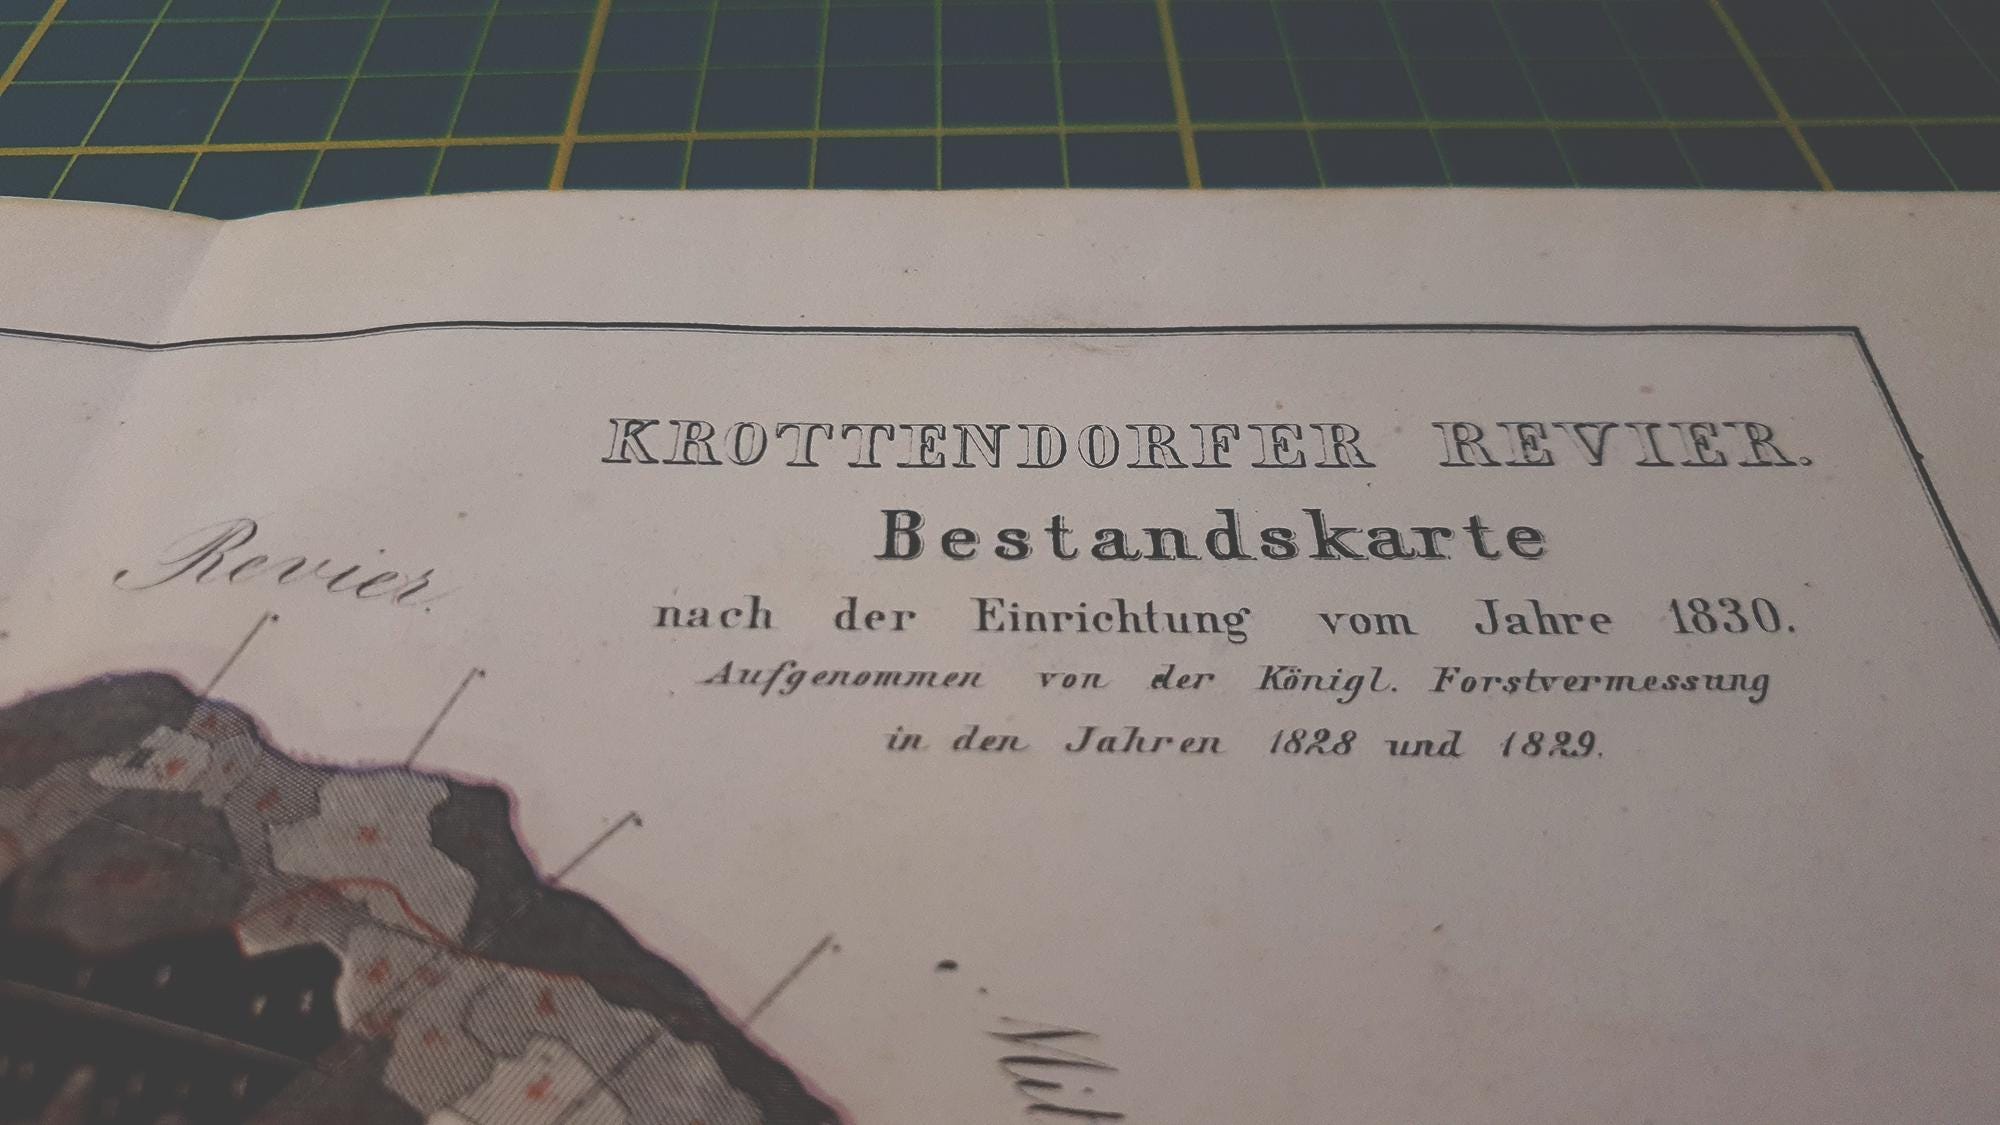 KROTTENDORFER REVIER.
Bestandskarte
nach der Einrichtung vom Jahre 1830.
Aufgenommen von der Königl. Forstvermessung
in den Jahren 1828 und 1829.
Revier.